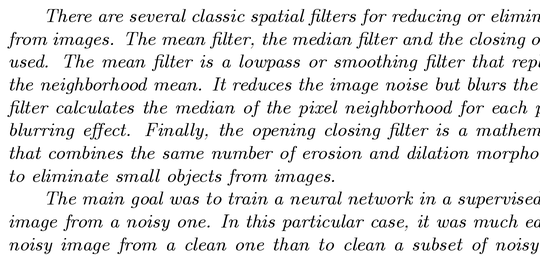 There are several classic spatial filters for reducing or elimin
from images. The mean filter, the median filter and the closing o
used. The mean filter is a lowpass or smoothing filter that repl
the neighborhood mean. It reduces the image noise but blurs the
filter calculates the median of the pixel neighborhood for each p
blurring effect. Finally, the opening closing filter is a mathem
that combines the same number of erosion and dilation morpho
to eliminate small objects from images.
The main goal was to train a neural network in a supervised
image from a noisy one. In this particular case, it was much ea
noisy image from a clean one than to clean a subset of noisy